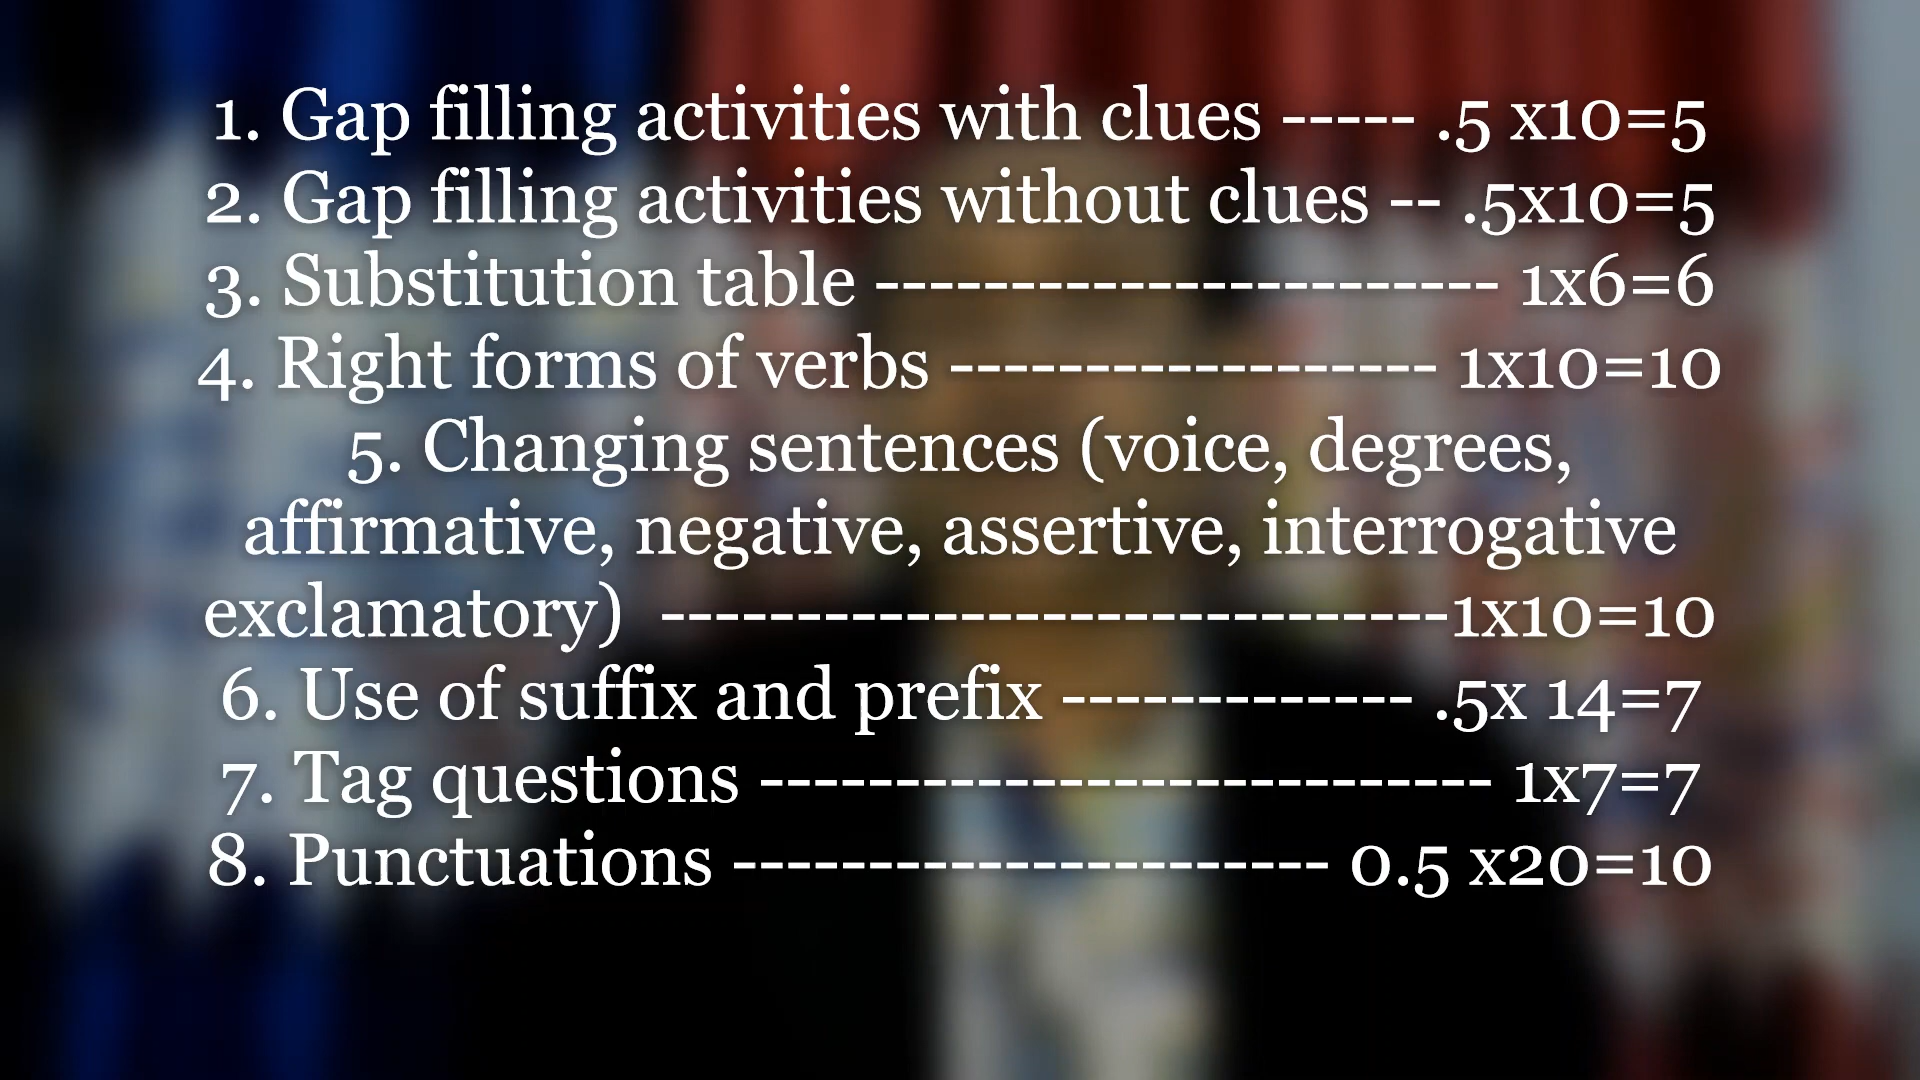 1. Gap filling activities with clues ----- .5 x10=5
2. Gap filling activities without clues -- .5x10=5
3. Substitution table ----------------------- 1x6=6
4. Right forms of verbs ------------------ 1x10=10
5. Changing sentences (voice, degrees,
affirmative, negative, assertive, interrogative
exclamatory)  -----------------------------1x10=10
6. Use of suffix and prefix ------------- .5x 14=7
7. Tag questions --------------------------- 1x7=7
8. Punctuations ---------------------- 0.5 x20=10